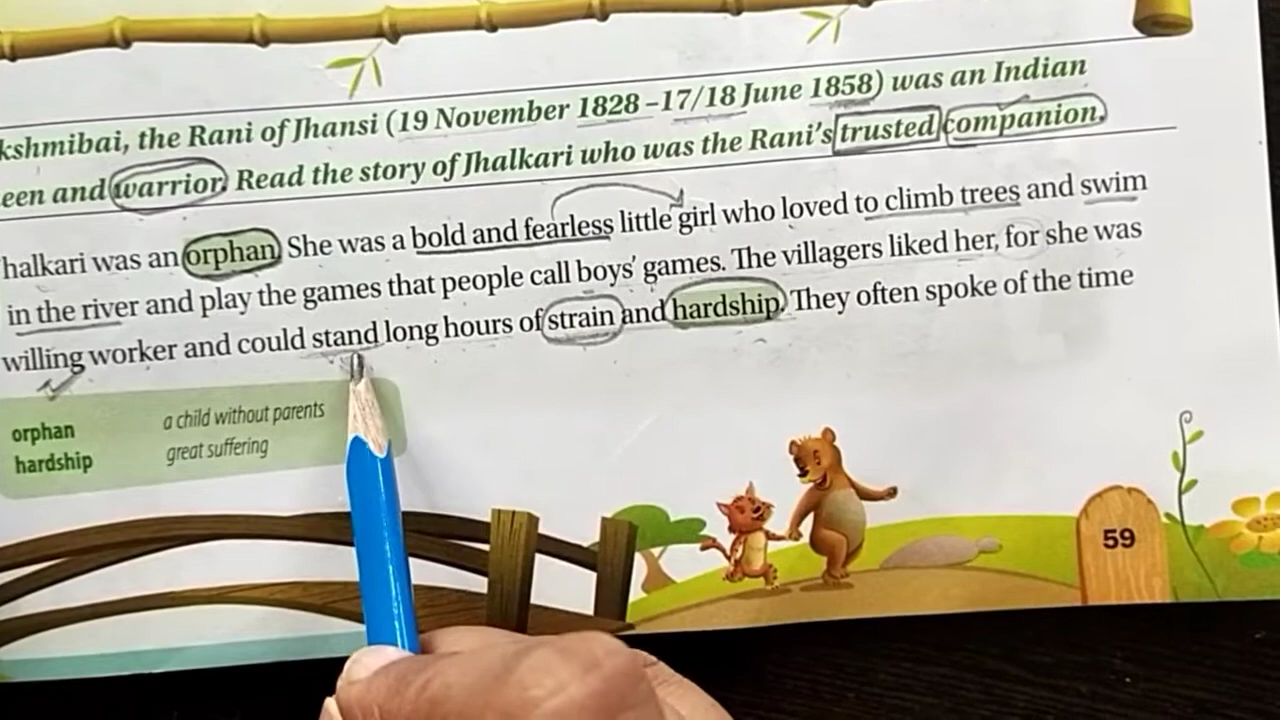 kshmibai, the Rani of Jhansi (19 November 1828 –17/18 June 1858) was an Indian
een and warrior. Read the story of Jhalkari who was the Rani's trusted companion.
halkari was an orphan. She was a bold and fearless little girl who loved to climb trees and swim
in the river and play the games that people call boys' games. The villagers liked her, for she was
willing worker and could stand long hours of strain and hardship. They often spoke of the time
orphan a child without parents
hardship great suffering
59